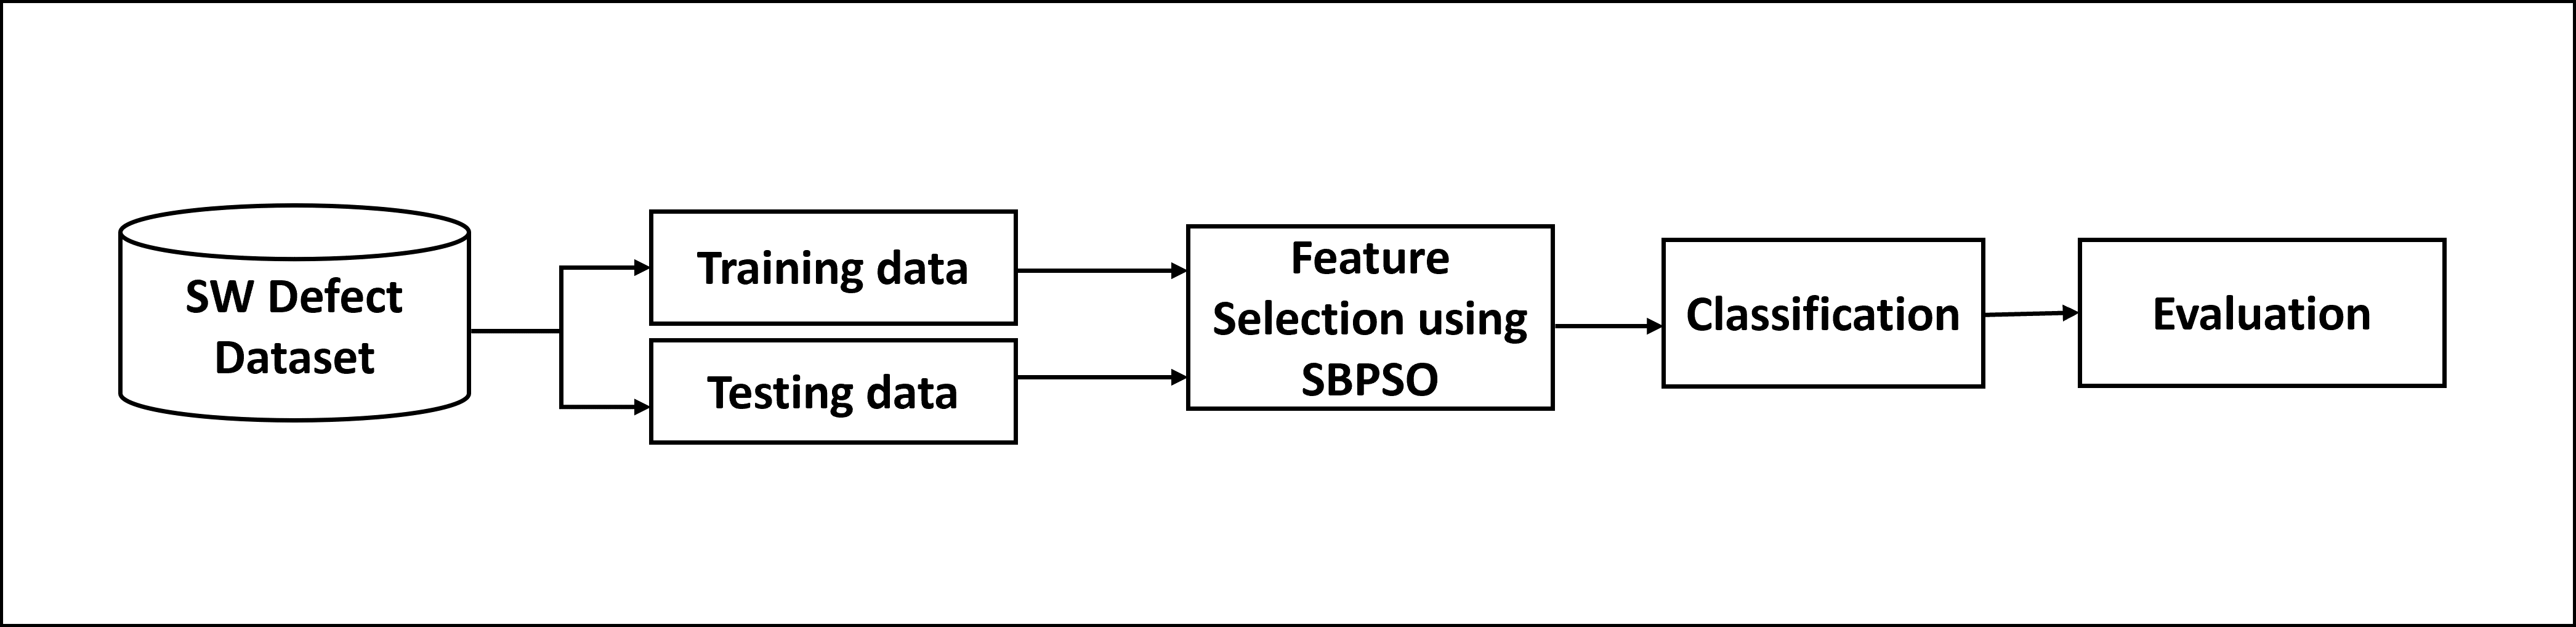 SW Defect
Dataset
Training data
Testing data
Feature
Selection using
SBPSO
Classification
Evaluation